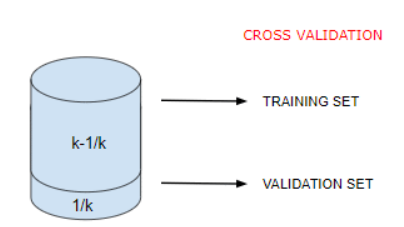 CROSS VALIDATION
TRAINING SET
k-1/k
VALIDATION SET
1/k